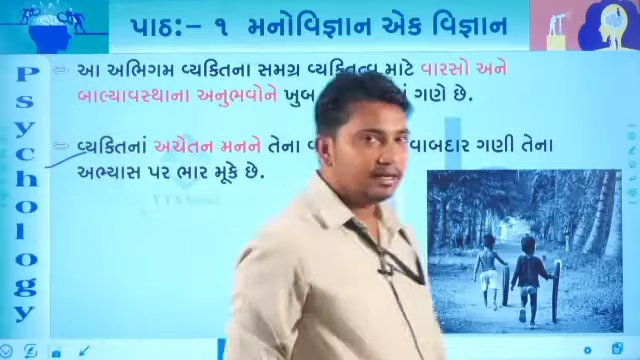 પાઠ:– ૧ મનોવિજ્ઞાન એક વિજ્ઞાન
Psychology
આ અભિગમ વ્યક્તિના સમગ્ર વ્યક્તિત્વ માટે વારસો અને
બાલ્યાવસ્થાના અનુભવોને ખુબ ગણે છે.
વ્યક્તિનાં અચેતન મનને તેના ગણી તેના
અભ્યાસ પર ભાર મૂકે છે.